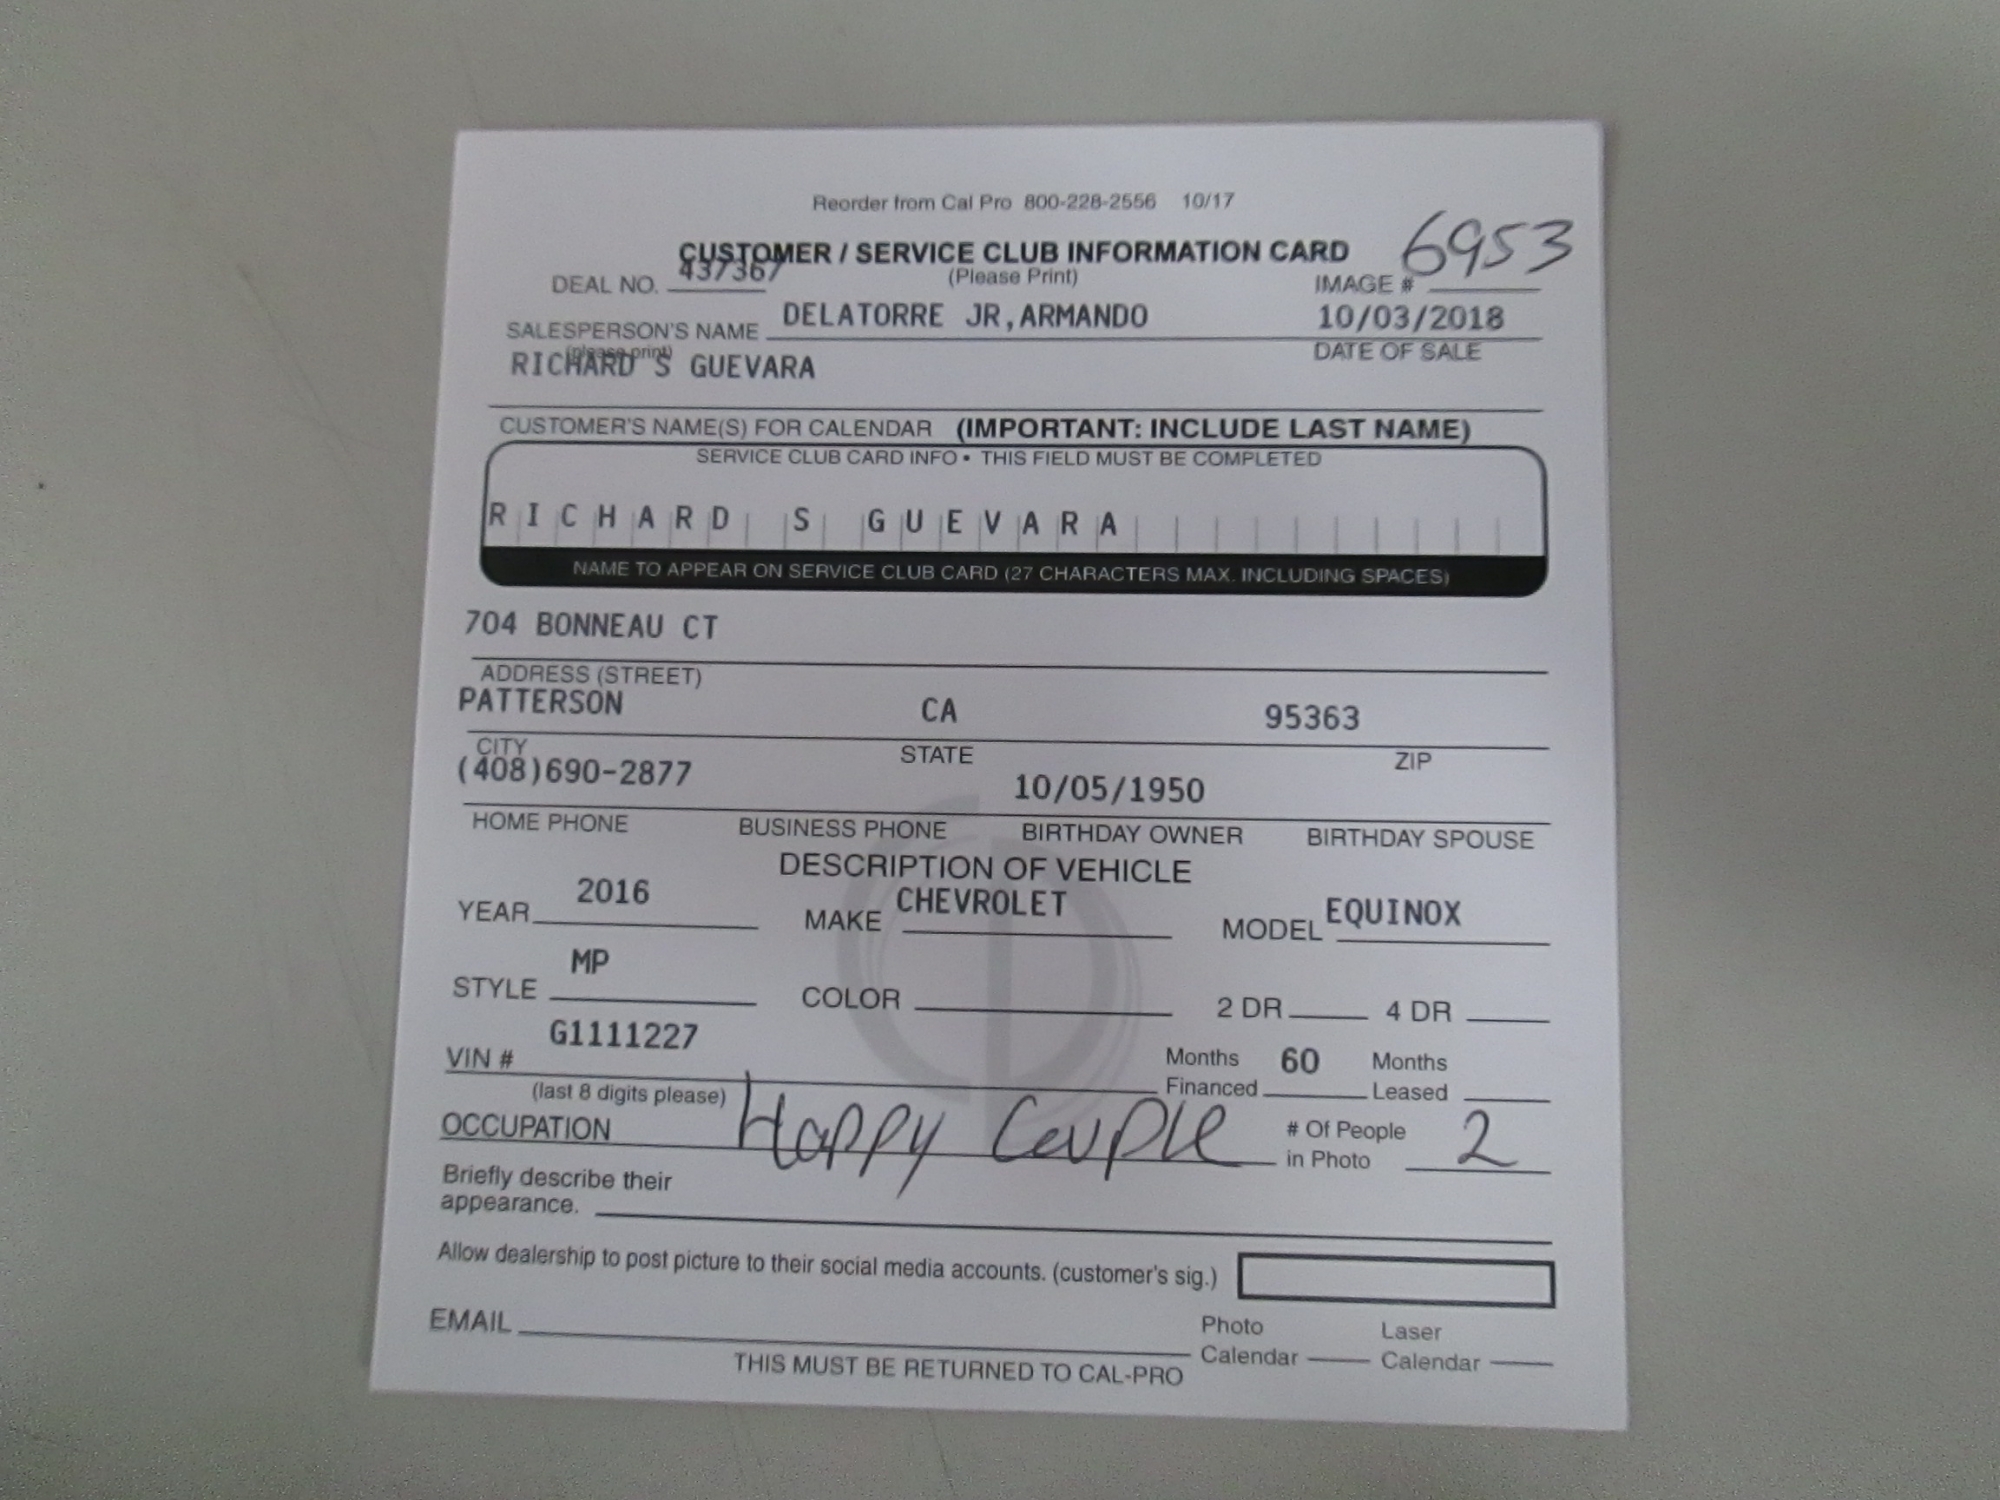 Reorder from Cal Pro 800-228-2556 10/17
CUSTOMER / SERVICE CLUB INFORMATION CARD 6953
DEAL NO. 437367 (Please Print) IMAGE #
SALESPERSON'S NAME DELATORRE JR,ARMANDO 10/03/2018
(please print) DATE OF SALE
RICHARD S GUEVARA
CUSTOMER'S NAME(S) FOR CALENDAR (IMPORTANT: INCLUDE LAST NAME)
SERVICE CLUB CARD INFO • THIS FIELD MUST BE COMPLETED
RICHARD S GUEVARA
NAME TO APPEAR ON SERVICE CLUB CARD (27 CHARACTERS MAX. INCLUDING SPACES)
704 BONNEAU CT
ADDRESS (STREET)
PATTERSON CA 95363
CITY STATE ZIP
(408)690-2877 10/05/1950
HOME PHONE BUSINESS PHONE BIRTHDAY OWNER BIRTHDAY SPOUSE
DESCRIPTION OF VEHICLE
YEAR 2016 MAKE CHEVROLET MODEL EQUINOX
STYLE MP COLOR 2 DR 4 DR
VIN # G1111227 Months Financed 60 Months Leased
(last 8 digits please)
OCCUPATION Happy Couple # Of People in Photo 2
Briefly describe their
appearance.
Allow dealership to post picture to their social media accounts. (customer's sig.)
EMAIL Photo Calendar Laser Calendar
THIS MUST BE RETURNED TO CAL-PRO